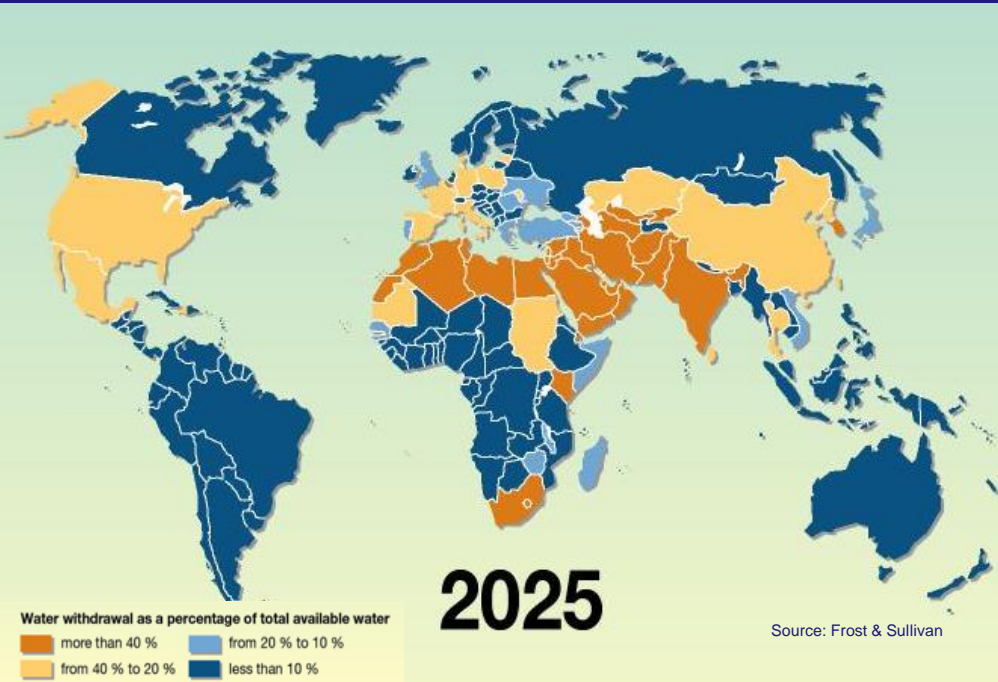 2025
Water withdrawal as a percentage of total available water
more than 40 %
from 20 % to 10 %
from 40 % to 20 %
less than 10 %
Source: Frost & Sullivan